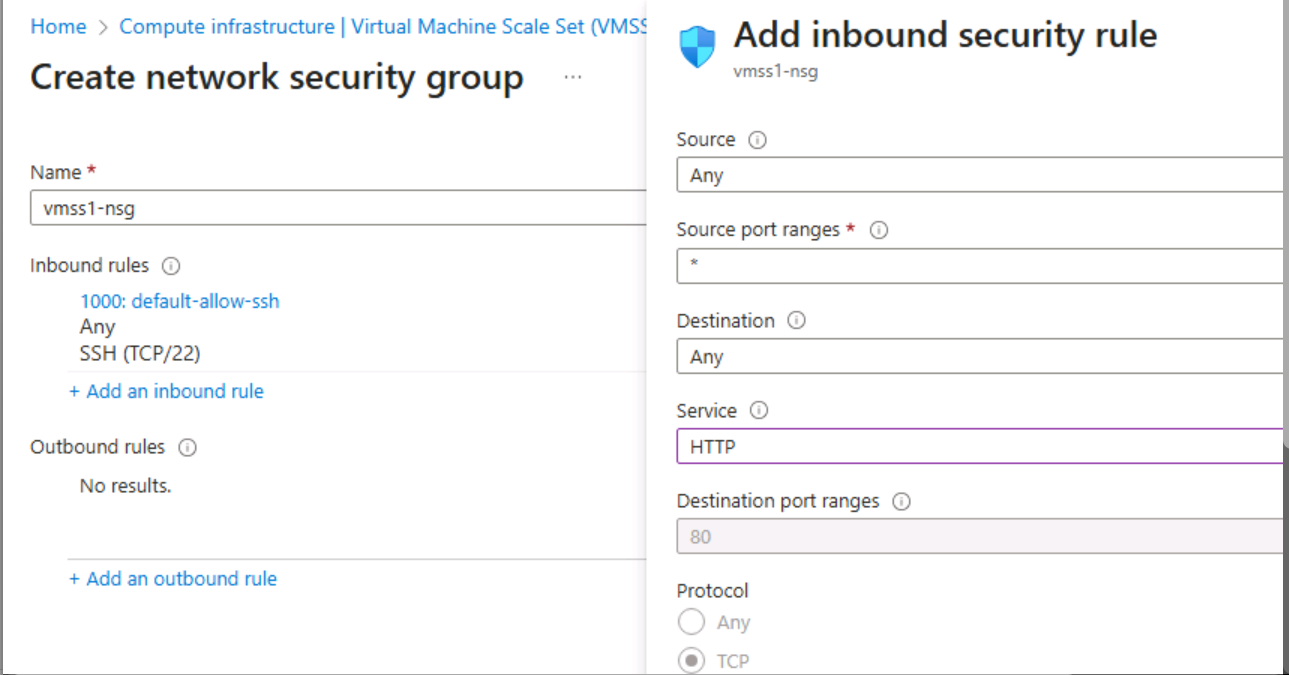 Home > Compute infrastructure | Virtual Machine Scale Set (VMSS
Create network security group ...
Name *
vmss1-nsg
Inbound rules
1000: default-allow-ssh
Any
SSH (TCP/22)
+ Add an inbound rule
Outbound rules
No results.
+ Add an outbound rule
Add inbound security rule
vmss1-nsg
Source
Any
Source port ranges *
*
Destination
Any
Service
HTTP
Destination port ranges
80
Protocol
Any
TCP